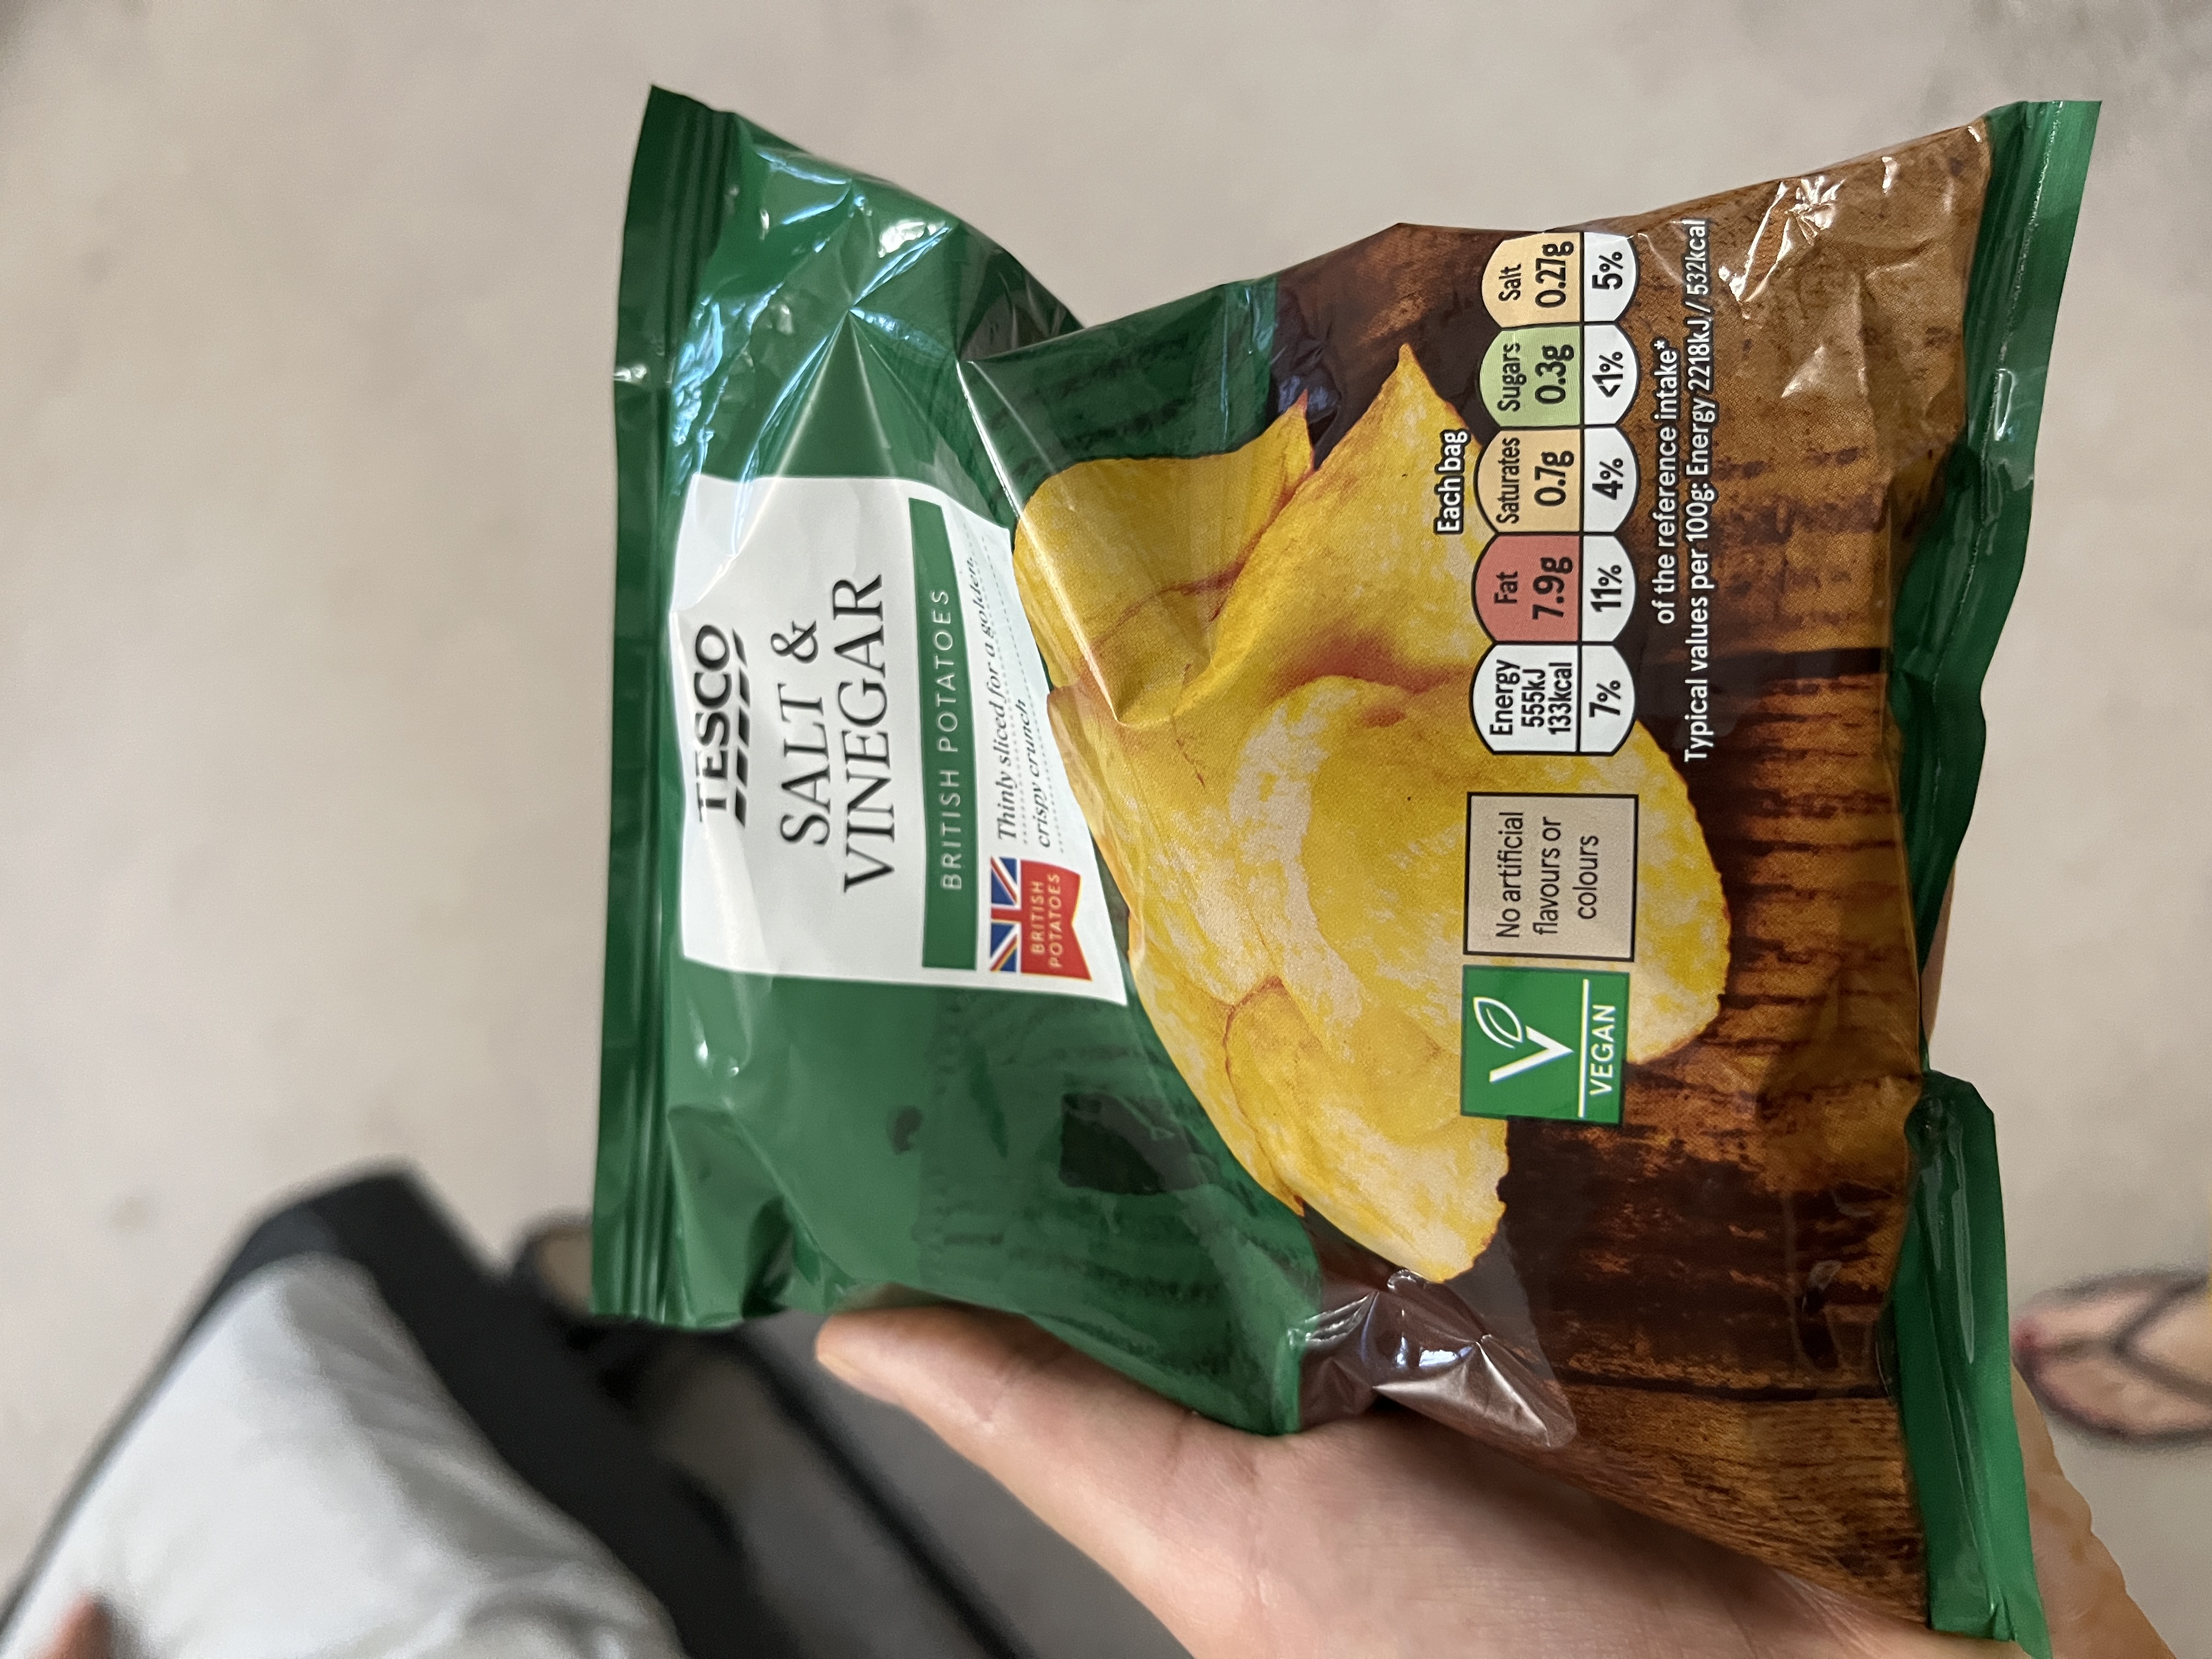 TESCO
SALT &
VINEGAR
BRITISH POTATOES
BRITISH
POTATOES
Thinly sliced for a golden,
crispy crunch
Each bag
Energy
555kJ
133kcal
7%
Fat
7.9g
11%
Saturates
0.7g
4%
Sugars
0.3g
<1%
Salt
0.27g
5%
of the reference intake*
Typical values per 100g: Energy 2218kJ / 532kcal
V
VEGAN
No artificial
flavours or
colours